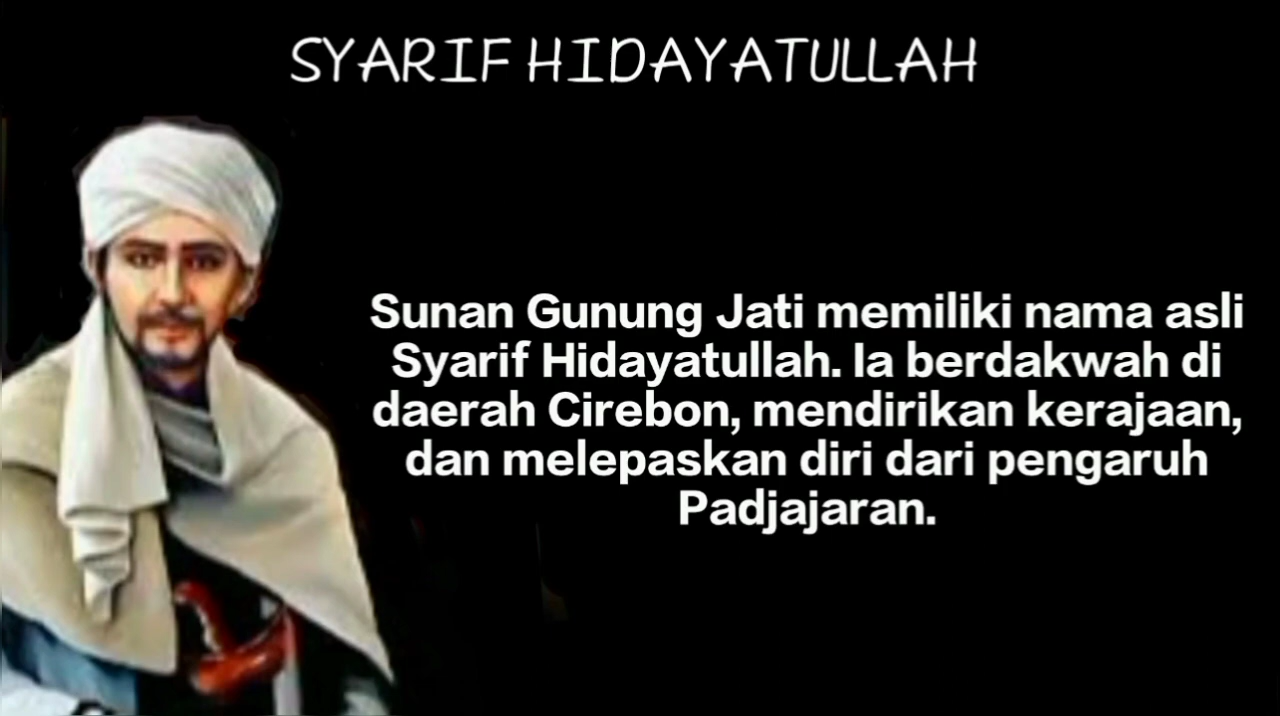 SYARIF HIDAYATULLAH
Sunan Gunung Jati memiliki nama asli
Syarif Hidayatullah. Ia berdakwah di
daerah Cirebon, mendirikan kerajaan,
dan melepaskan diri dari pengaruh
Padjajaran.